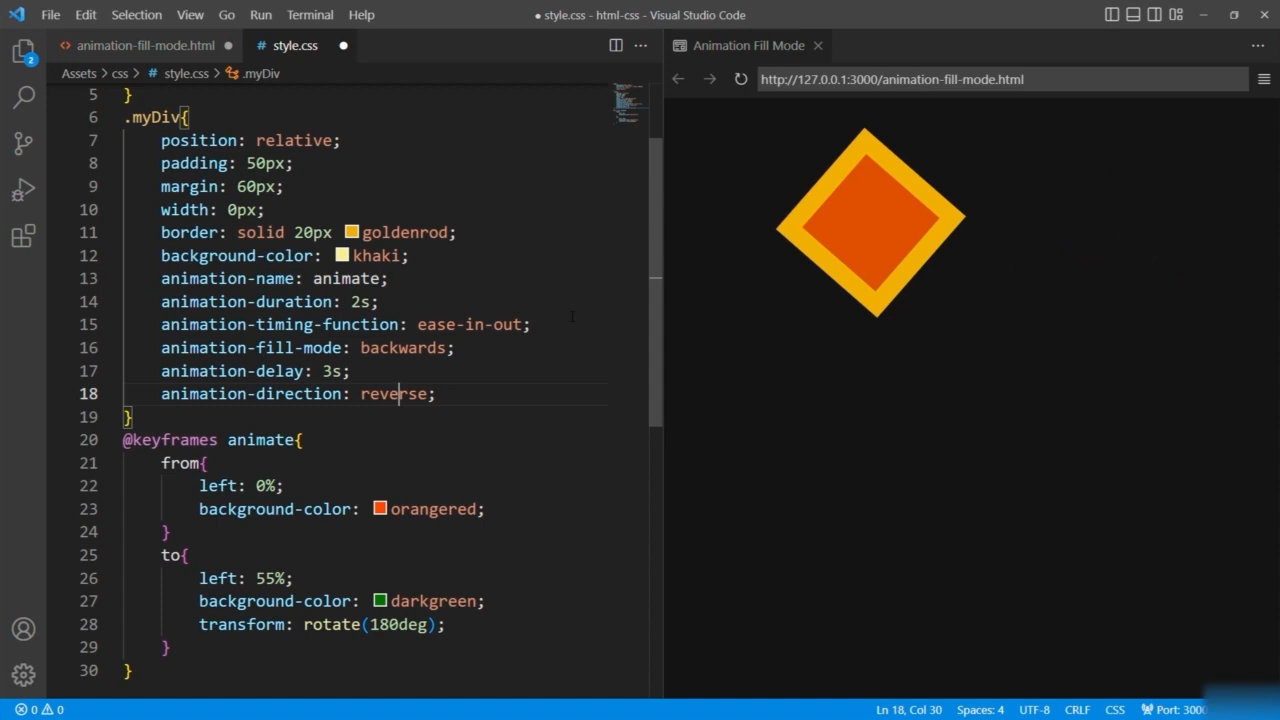 File Edit Selection View Go Run Terminal Help
● style.css - html-css - Visual Studio Code
<> animation-fill-mode.html ●
# style.css ●
Animation Fill Mode
Assets > css > # style.css > .myDiv
http://127.0.0.1:3000/animation-fill-mode.html
2
5 }
6 .myDiv{
7 position: relative;
8 padding: 50px;
9 margin: 60px;
10 width: 0px;
11 border: solid 20px goldenrod;
12 background-color: khaki;
13 animation-name: animate;
14 animation-duration: 2s;
15 animation-timing-function: ease-in-out;
16 animation-fill-mode: backwards;
17 animation-delay: 3s;
18 animation-direction: reverse;
19 }
20 @keyframes animate{
21 from{
22 left: 0%;
23 background-color: orangered;
24 }
25 to{
26 left: 55%;
27 background-color: darkgreen;
28 transform: rotate(180deg);
29 }
30 }
0 0
Ln 18, Col 30 Spaces: 4 UTF-8 CRLF CSS Port: 3000